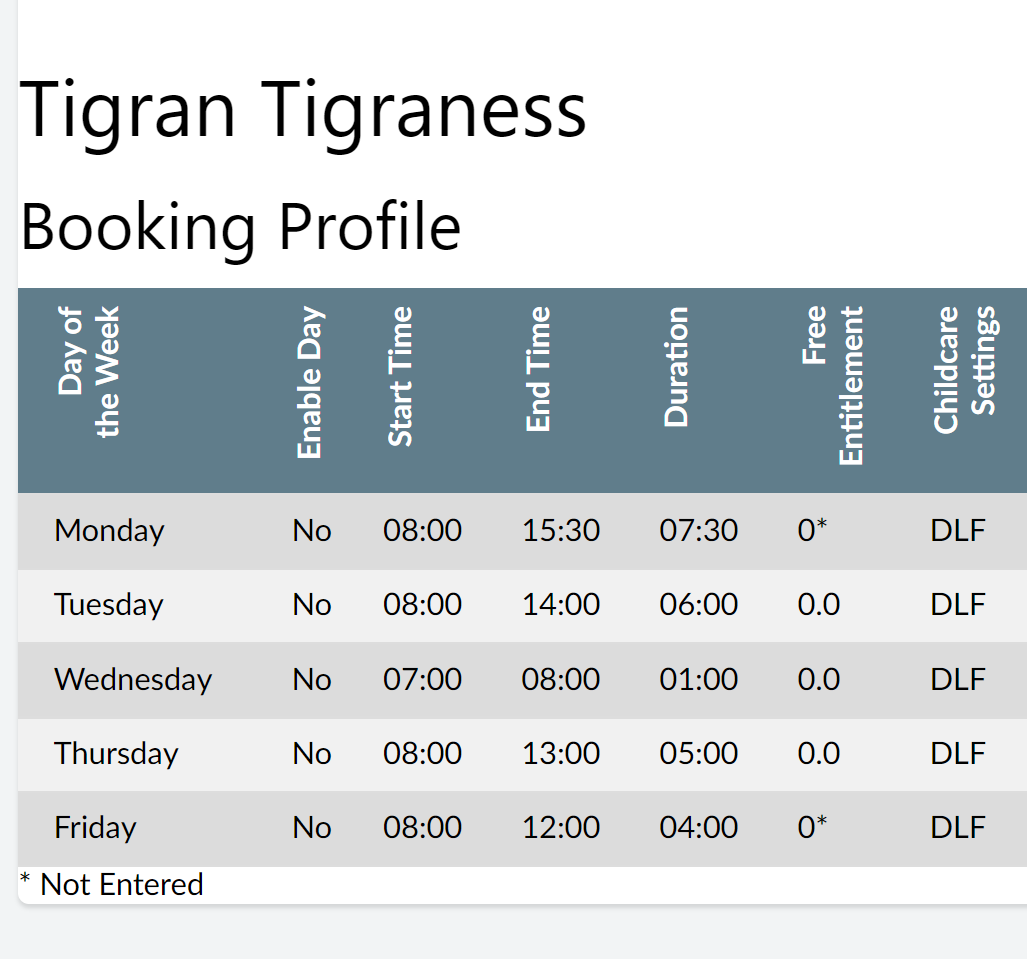 Tigran Tigraness
Booking Profile
Day of
the Week
Enable Day
Start Time
End Time
Duration
Free
Entitlement
Childcare
Settings
Monday No 08:00 15:30 07:30 0* DLF
Tuesday No 08:00 14:00 06:00 0.0 DLF
Wednesday No 07:00 08:00 01:00 0.0 DLF
Thursday No 08:00 13:00 05:00 0.0 DLF
Friday No 08:00 12:00 04:00 0* DLF
* Not Entered